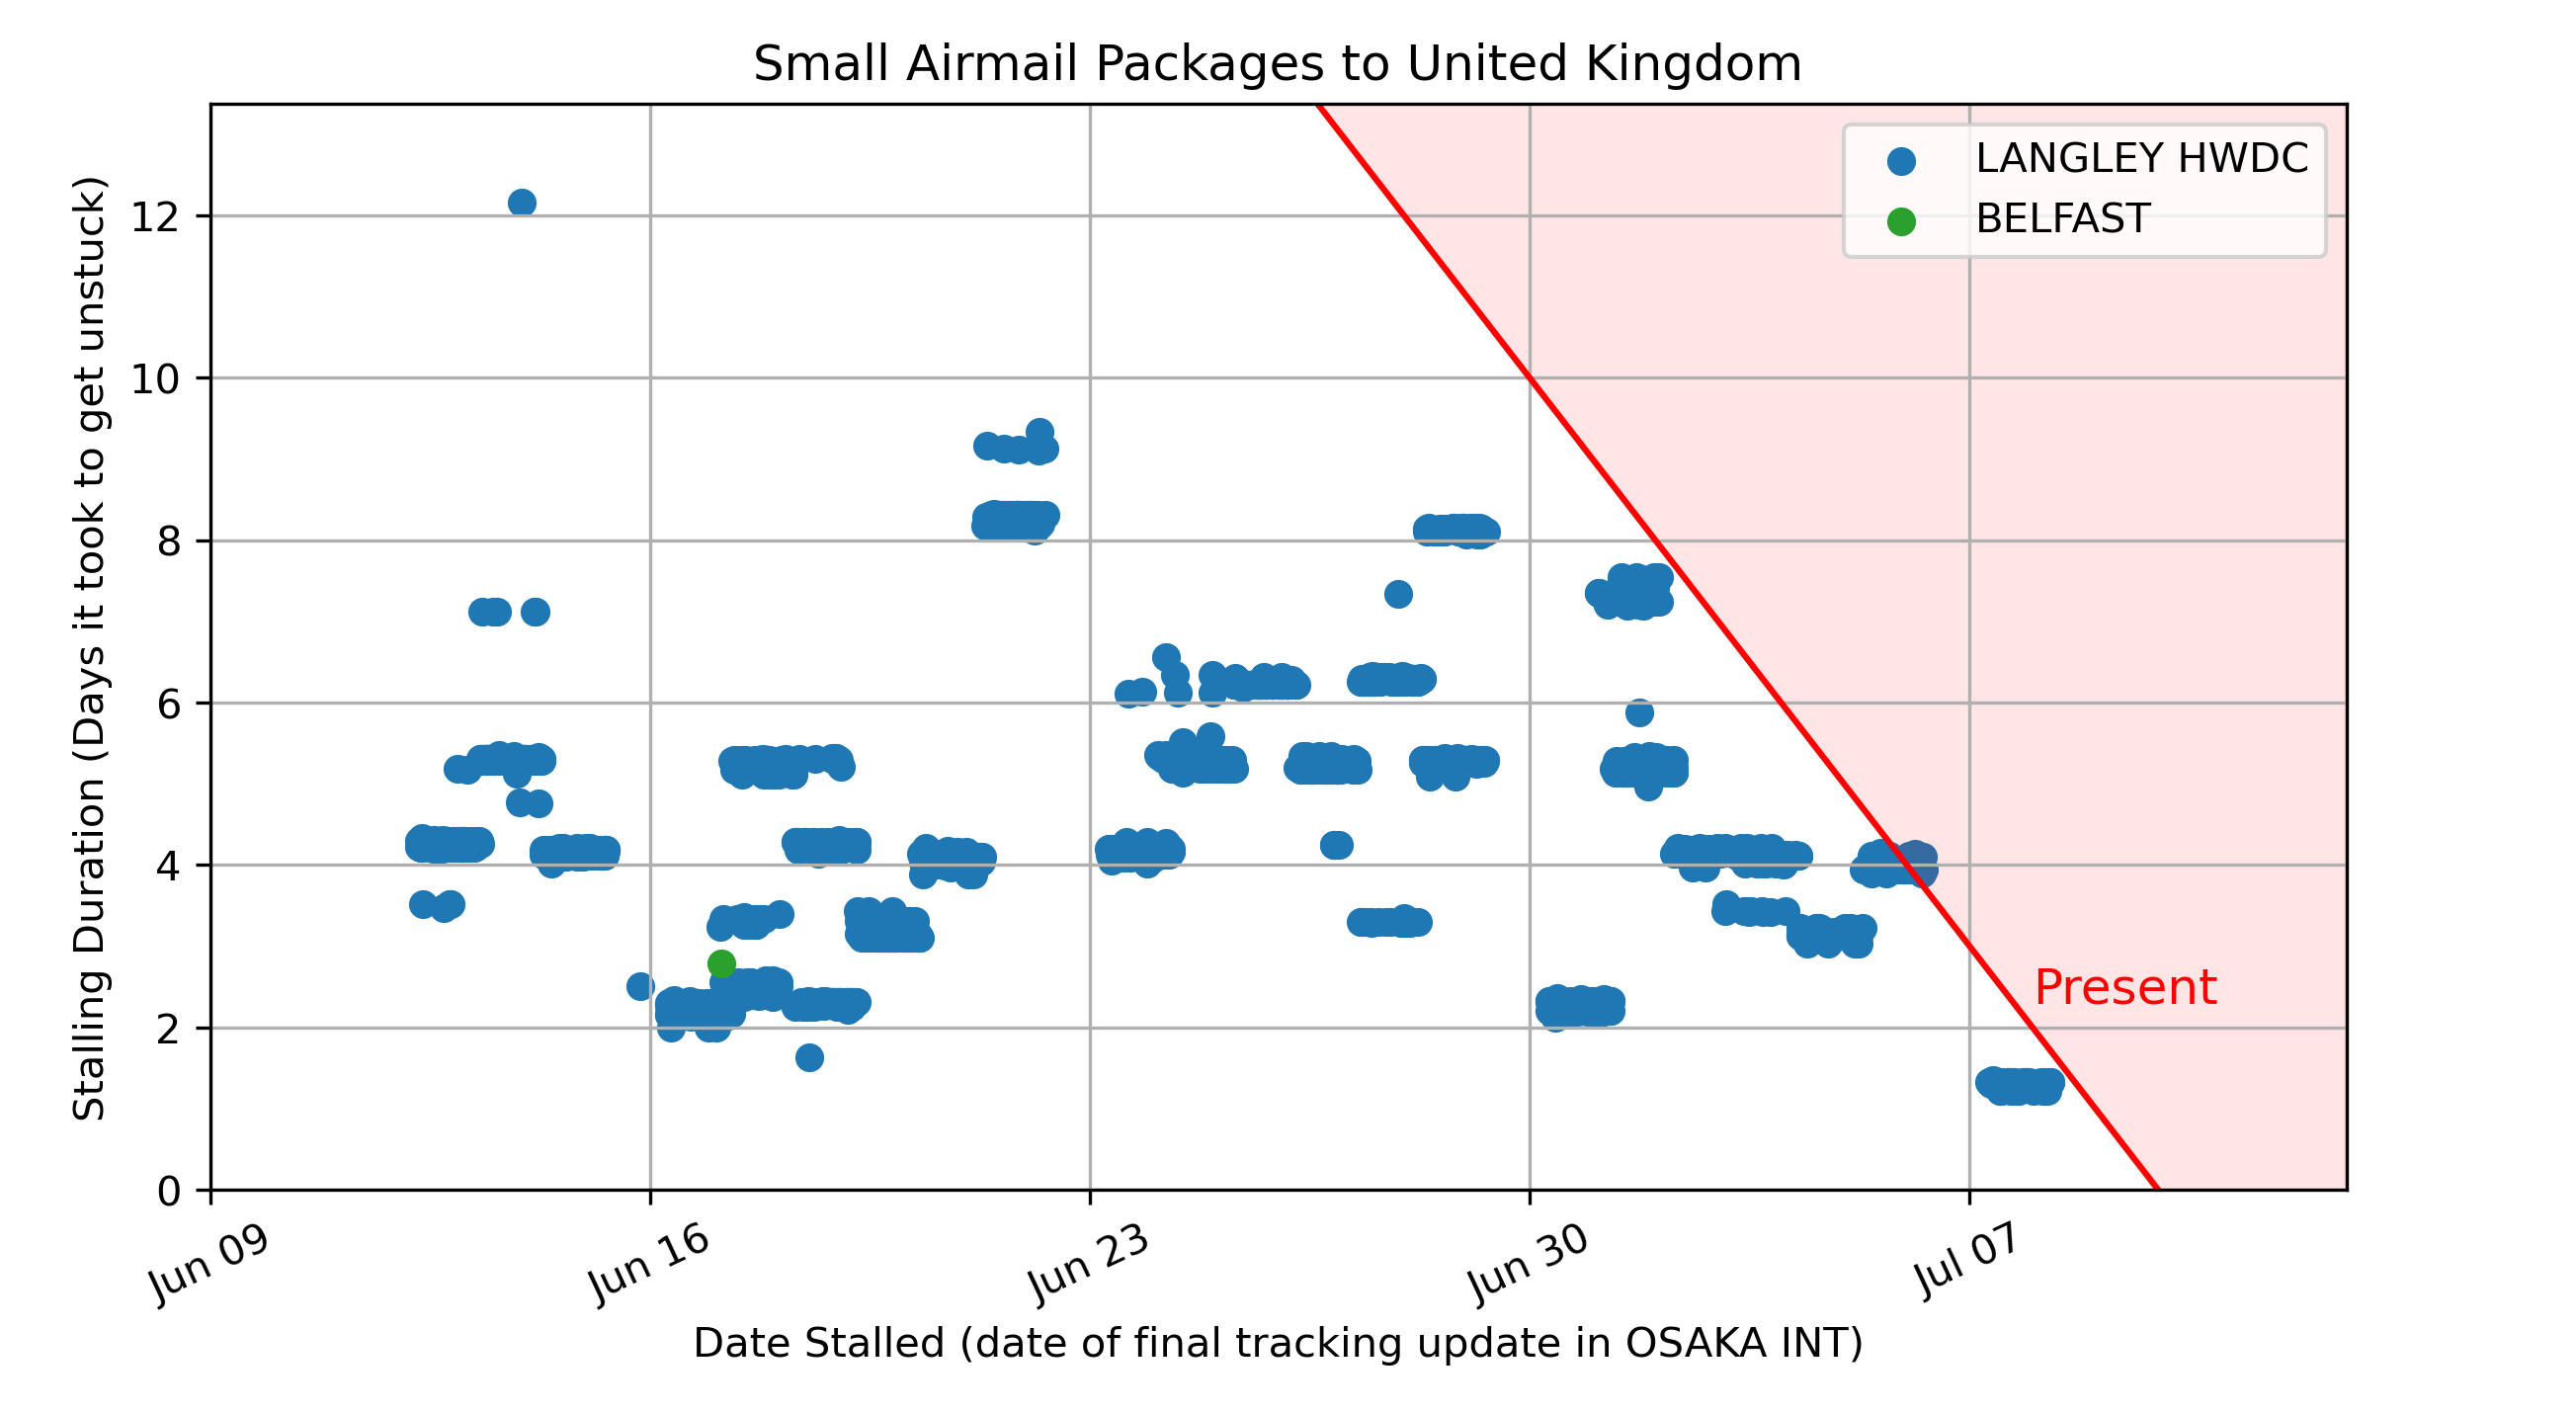 Small Airmail Packages to United Kingdom
LANGLEY HWDC
BELFAST
Stalling Duration (Days it took to get unstuck)
12
10
8
6
4
2
0
Present
Jun 09
Jun 16
Jun 23
Jun 30
Jul 07
Date Stalled (date of final tracking update in OSAKA INT)